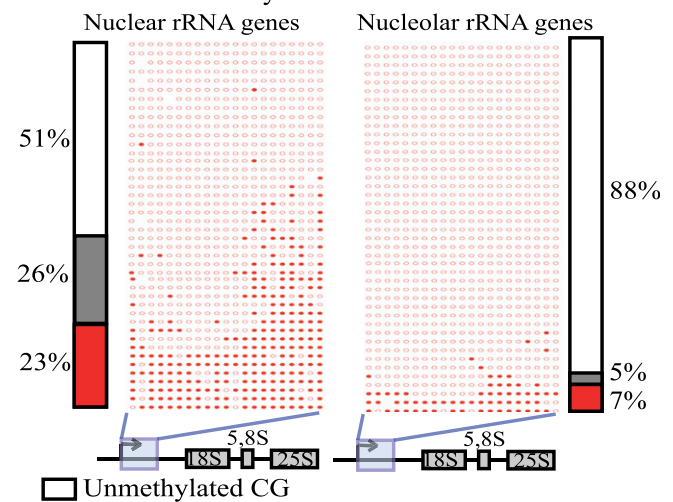 Nuclear rRNA genes
Nucleolar rRNA genes
51%
26%
23%
88%
5%
7%
5,8S
18S
25S
5,8S
18S
25S
Unmethylated CG